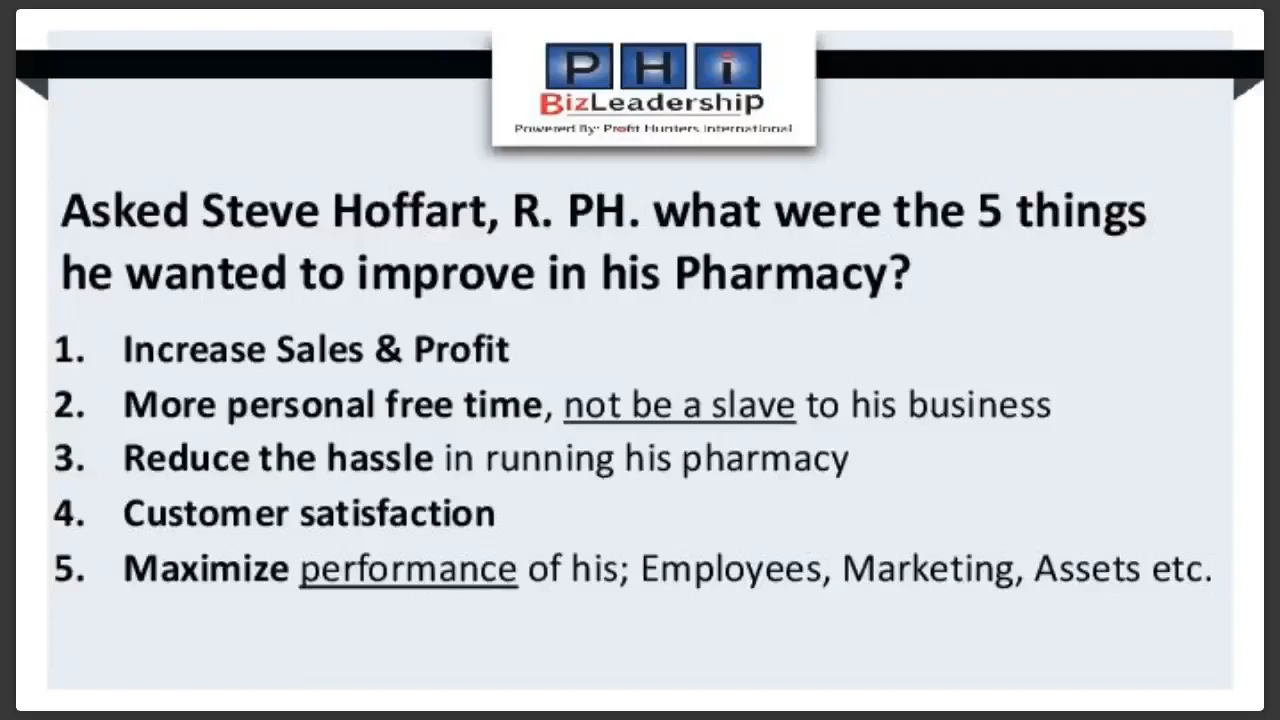 PHi
BizLeadership
Powered By: Profit Hunters International
Asked Steve Hoffart, R. PH. what were the 5 things
he wanted to improve in his Pharmacy?
1. Increase Sales & Profit
2. More personal free time, not be a slave to his business
3. Reduce the hassle in running his pharmacy
4. Customer satisfaction
5. Maximize performance of his; Employees, Marketing, Assets etc.